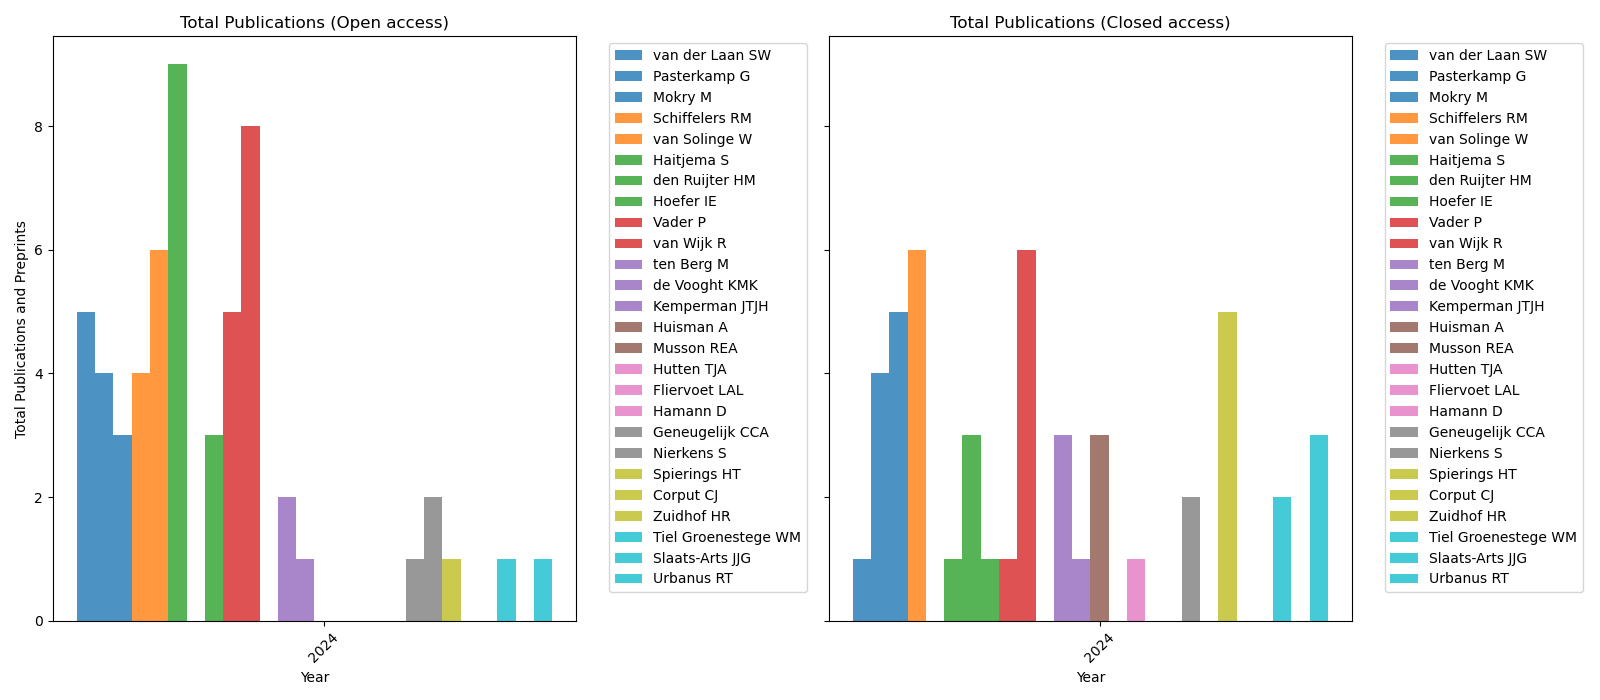 Total Publications (Open access)
Total Publications and Preprints
8
6
4
2
0
2024
Year
van der Laan SW
Pasterkamp G
Mokry M
Schiffelers RM
van Solinge W
Haitjema S
den Ruijter HM
Hoefer IE
Vader P
van Wijk R
ten Berg M
de Vooght KMK
Kemperman JTJH
Huisman A
Musson REA
Hutten TJA
Fliervoet LAL
Hamann D
Geneugelijk CCA
Nierkens S
Spierings HT
Corput CJ
Zuidhof HR
Tiel Groenestege WM
Slaats-Arts JJG
Urbanus RT
Total Publications (Closed access)
2024
Year
van der Laan SW
Pasterkamp G
Mokry M
Schiffelers RM
van Solinge W
Haitjema S
den Ruijter HM
Hoefer IE
Vader P
van Wijk R
ten Berg M
de Vooght KMK
Kemperman JTJH
Huisman A
Musson REA
Hutten TJA
Fliervoet LAL
Hamann D
Geneugelijk CCA
Nierkens S
Spierings HT
Corput CJ
Zuidhof HR
Tiel Groenestege WM
Slaats-Arts JJG
Urbanus RT